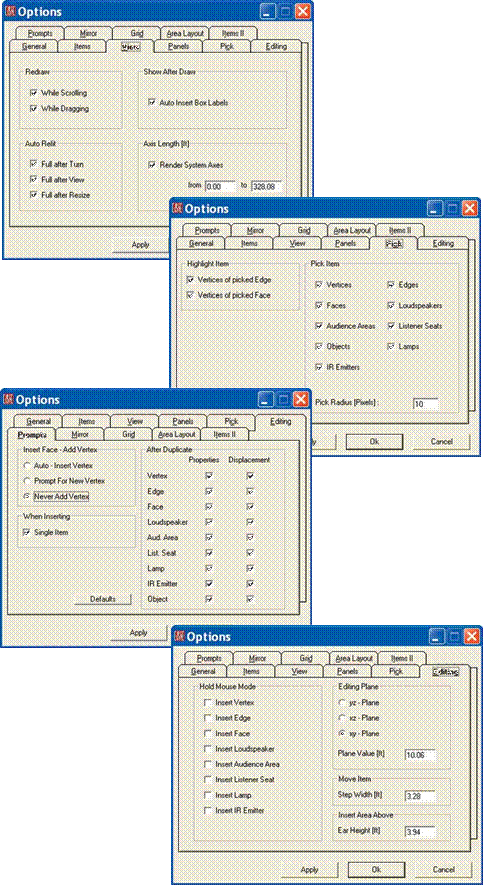 Options
Prompts Mirror Grid Area Layout Items II
General Items View Panels Pick Editing
Redraw
While Scrolling
While Dragging
Show After Draw
Auto Insert Box Labels
Auto Refit
Full after Turn
Full after View
Full after Resize
Axis Length [ft]
Render System Axes
from 0.00 to 328.08
Apply
Options
Prompts Mirror Grid Area Layout Items II
General Items View Panels Pick Editing
Highlight Item
Vertices of picked Edge
Vertices of picked Face
Pick Item
Vertices Edges
Faces Loudspeakers
Audience Areas Listener Seats
Objects Lamps
IR Emitters
Pick Radius [Pixels] : 10
Ok Cancel
Options
General Items View Panels Pick Editing
Prompts Mirror Grid Area Layout Items II
Insert Face - Add Vertex
Auto - Insert Vertex
Prompt For New Vertex
Never Add Vertex
When Inserting
Single Item
Defaults
After Duplicate
Properties Displacement
Vertex
Edge
Face
Loudspeaker
Aud. Area
List. Seat
Lamp
IR Emitter
Object
Apply
Options
Prompts Mirror Grid Area Layout Items II
General Items View Panels Pick Editing
Hold Mouse Mode
Insert Vertex
Insert Edge
Insert Face
Insert Loudspeaker
Insert Audience Area
Insert Listener Seat
Insert Lamp
Insert IR Emitter
Editing Plane
yz - Plane
xz - Plane
xy - Plane
Plane Value [ft] 10.06
Move Item
Step Width [ft] 3.28
Insert Area Above
Ear Height [ft] 3.94
Apply Ok Cancel